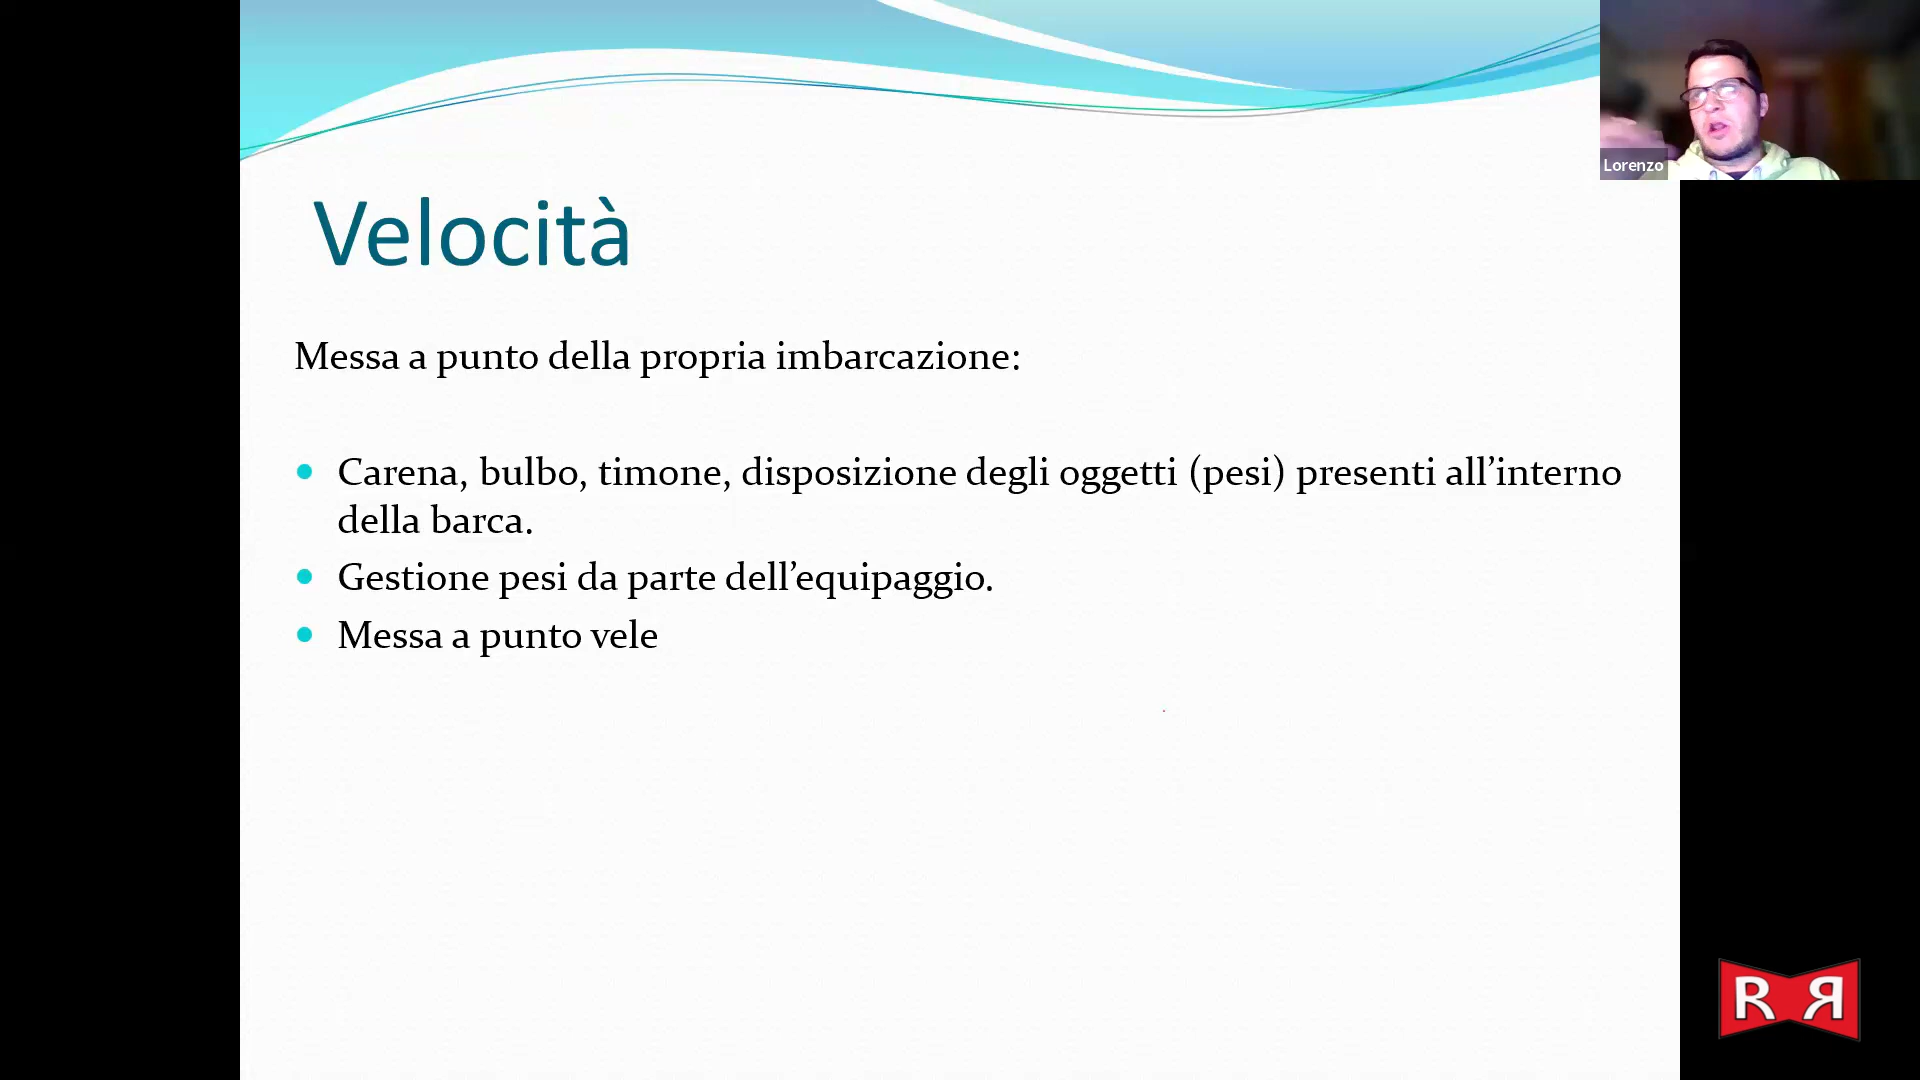 Lorenzo
Velocità
Messa a punto della propria imbarcazione:
Carena, bulbo, timone, disposizione degli oggetti (pesi) presenti all’interno
della barca.
Gestione pesi da parte dell’equipaggio.
Messa a punto vele
R Я